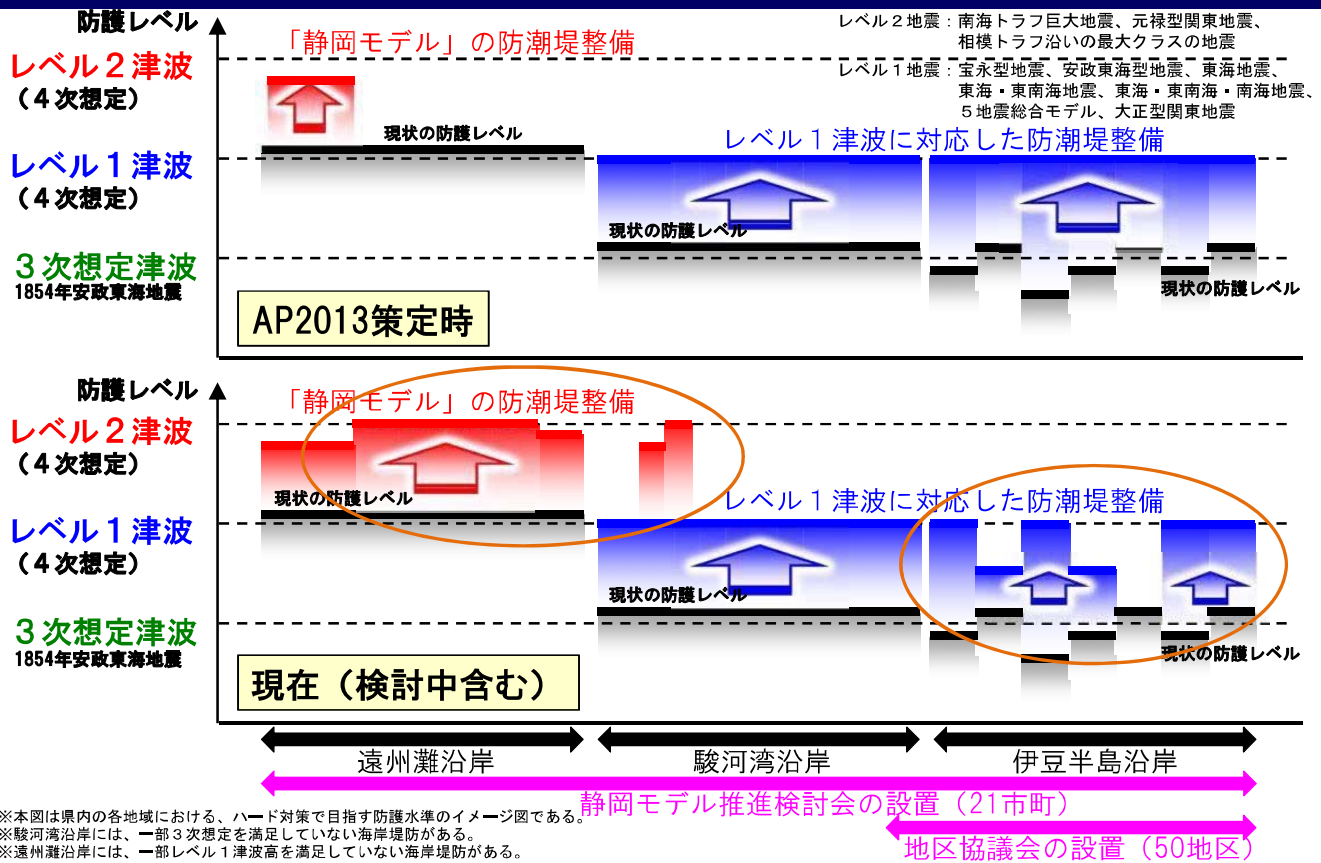 防護レベル
レベル２津波
（４次想定）
レベル１津波
（４次想定）
３次想定津波
1854年安政東海地震
「静岡モデル」の防潮堤整備
レベル２地震：南海トラフ巨大地震、元禄型関東地震、
相模トラフ沿いの最大クラスの地震
レベル１地震：宝永型地震、安政東海型地震、東海地震、
東海・東南海地震、東海・東南海・南海地震、
５地震総合モデル、大正型関東地震
現状の防護レベル
レベル１津波に対応した防潮堤整備
現状の防護レベル
現状の防護レベル
AP2013策定時
防護レベル
レベル２津波
（４次想定）
レベル１津波
（４次想定）
３次想定津波
1854年安政東海地震
「静岡モデル」の防潮堤整備
現状の防護レベル
レベル１津波に対応した防潮堤整備
現状の防護レベル
現状の防護レベル
現在（検討中含む）
遠州灘沿岸
駿河湾沿岸
伊豆半島沿岸
静岡モデル推進検討会の設置（21市町）
地区協議会の設置（50地区）
※本図は県内の各地域における、ハード対策で目指す防護水準のイメージ図である。
※駿河湾沿岸には、一部３次想定を満足していない海岸堤防がある。
※遠州灘沿岸には、一部レベル１津波高を満足していない海岸堤防がある。